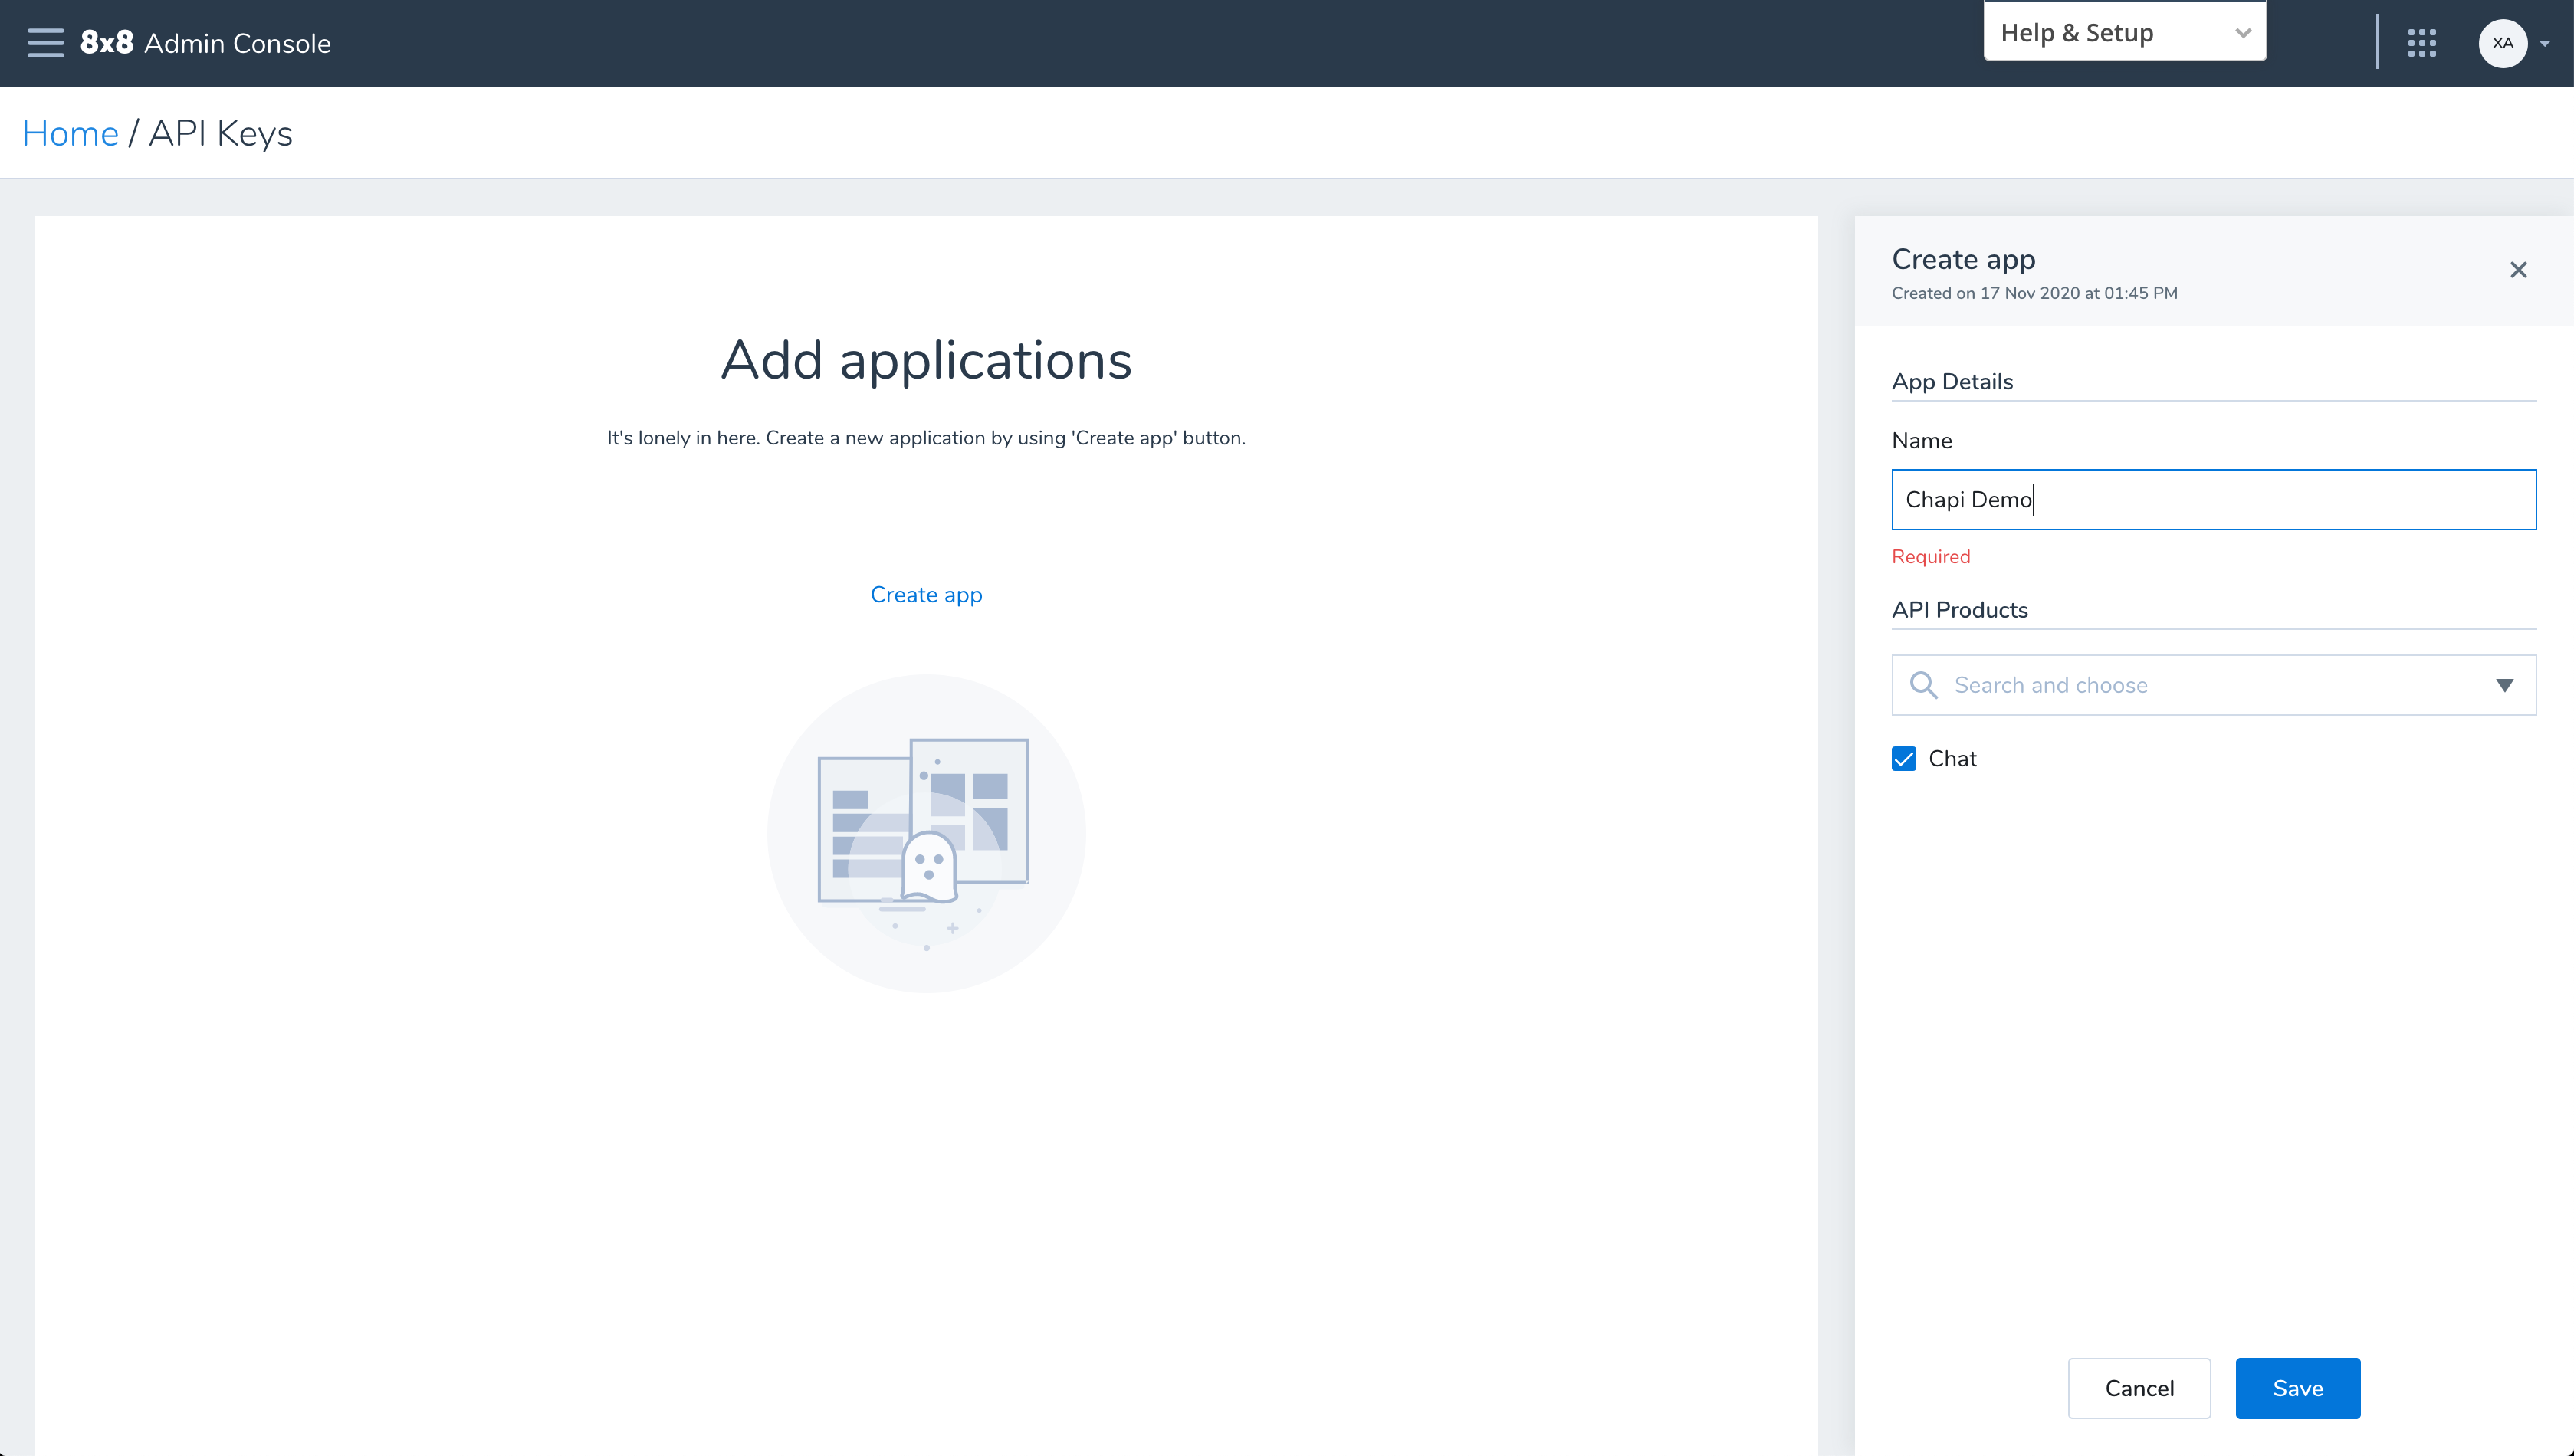 8x8 Admin Console
Help & Setup
XA
Home / API Keys
Add applications
It's lonely in here. Create a new application by using 'Create app' button.
Create app
Create app
Created on 17 Nov 2020 at 01:45 PM
App Details
Name
Chapi Demo
Required
API Products
Search and choose
Chat
Cancel
Save